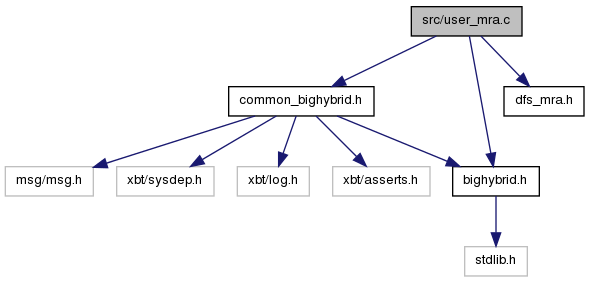 src/user_mra.c
common_bighybrid.h
dfs_mra.h
msg/msg.h
xbt/sysdep.h
xbt/log.h
xbt/asserts.h
bighybrid.h
stdlib.h